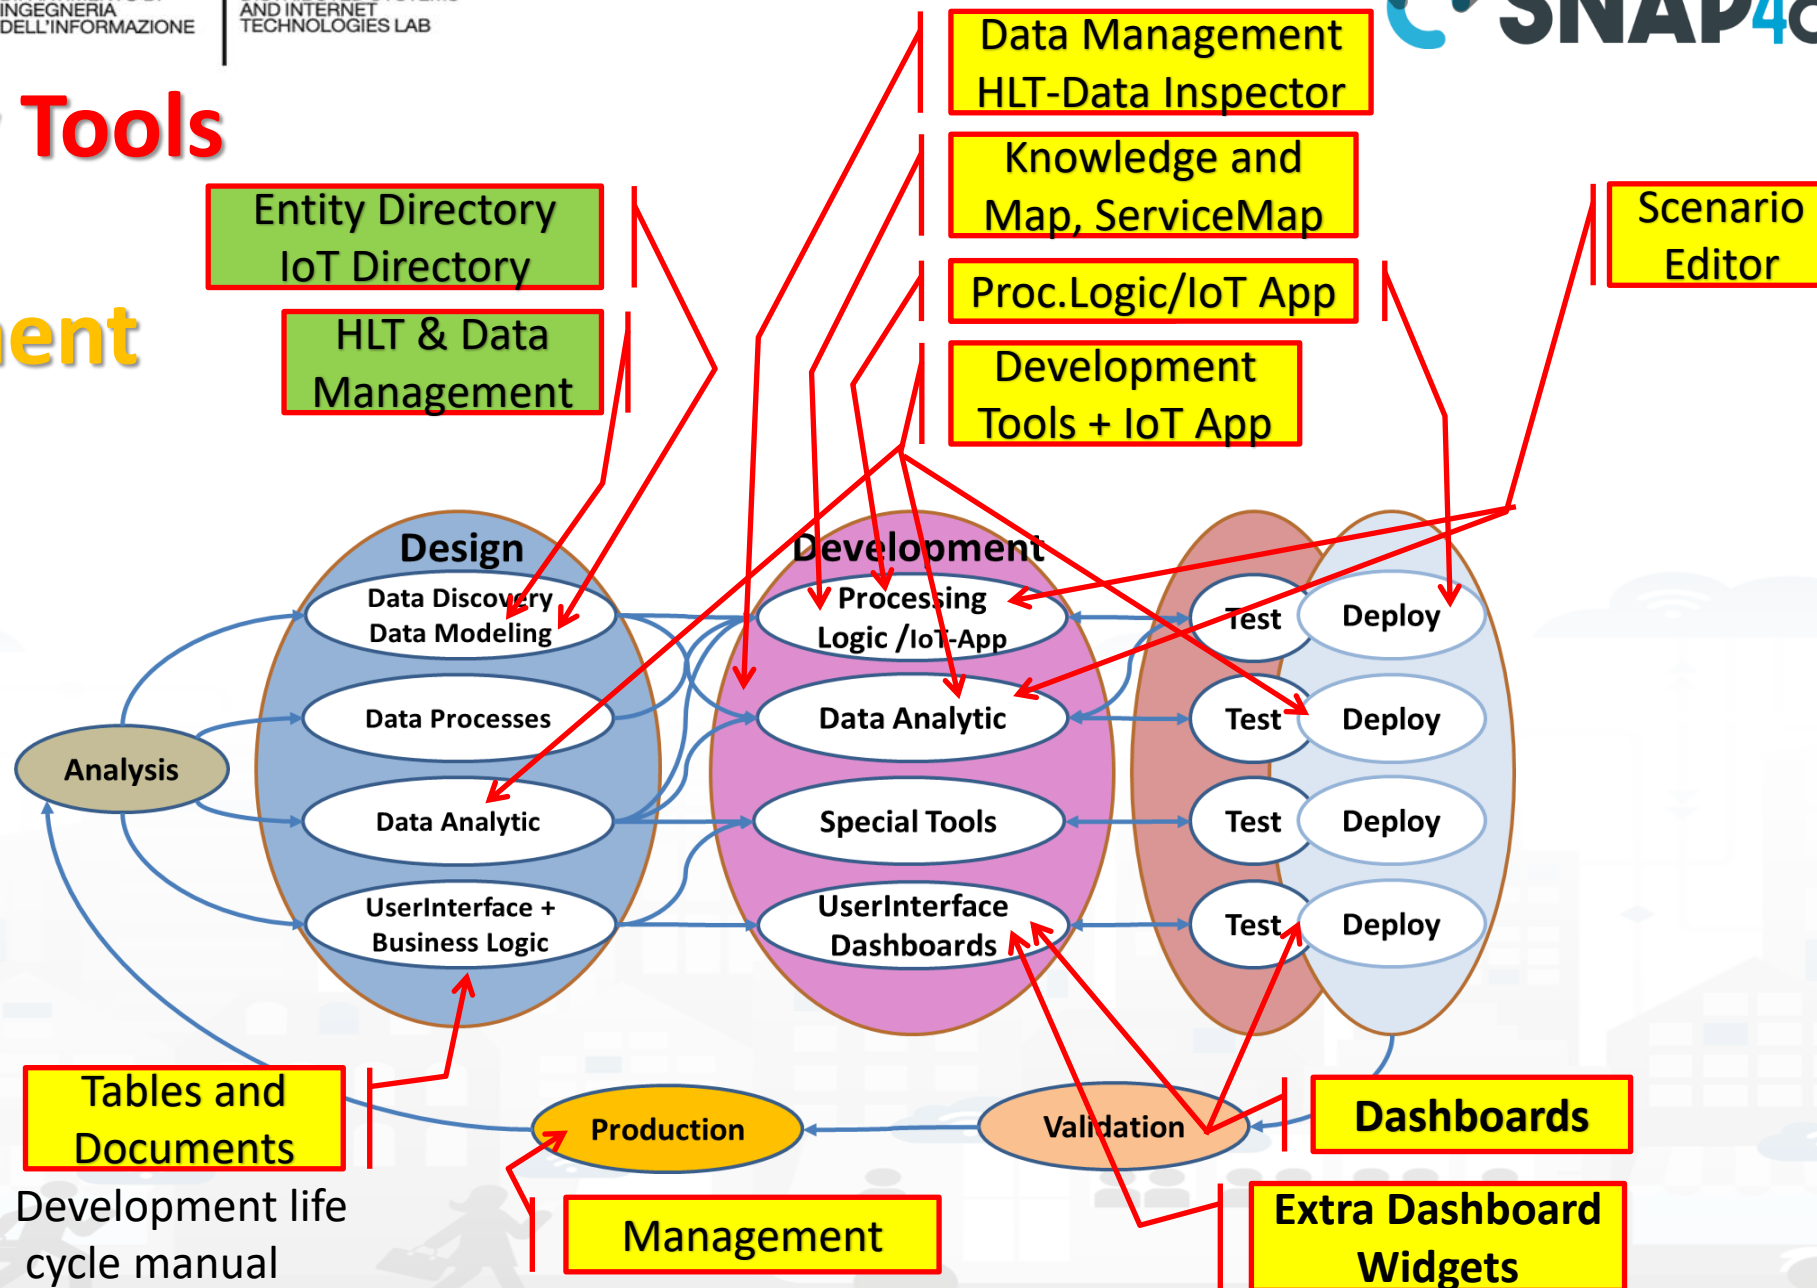 INGEGNERIA
DELL'INFORMAZIONE
AND INTERNET
TECHNOLOGIES LAB
SNAP4
Tools
Data Management
HLT-Data Inspector
Knowledge and
Map, ServiceMap
Entity Directory
IoT Directory
Scenario
Editor
Proc.Logic/IoT App
HLT & Data
Management
Development
Tools + IoT App
Design
Data Discovery
Data Modeling
Data Processes
Data Analytic
UserInterface +
Business Logic
Development
Processing
Logic /IoT-App
Data Analytic
Special Tools
UserInterface
Dashboards
Test
Deploy
Test
Deploy
Test
Deploy
Test
Deploy
Analysis
Tables and
Documents
Development life
cycle manual
Production
Validation
Dashboards
Management
Extra Dashboard
Widgets